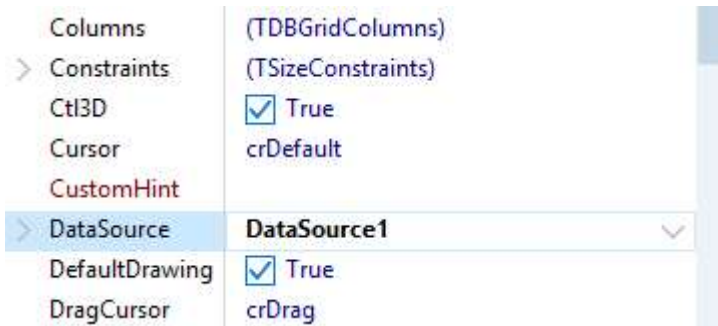 Columns (TDBGridColumns)
Constraints (TSizeConstraints)
Ctl3D True
Cursor crDefault
CustomHint
DataSource DataSource1
DefaultDrawing True
DragCursor crDrag